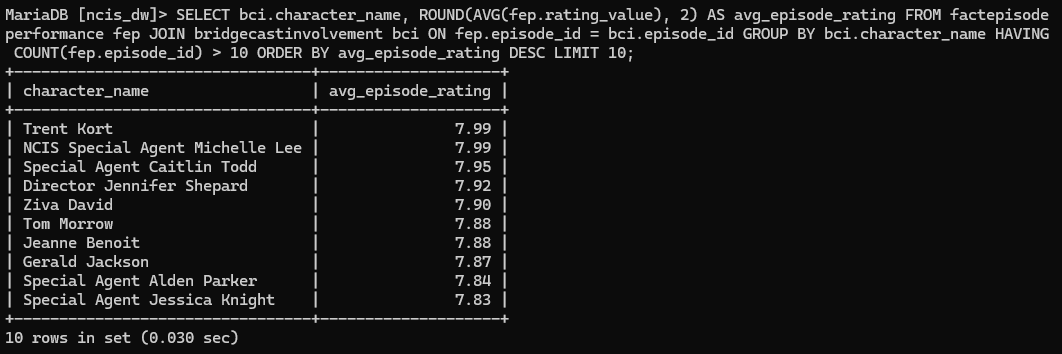 MariaDB [ncis_dw]> SELECT bci.character_name, ROUND(AVG(fep.rating_value), 2) AS avg_episode_rating FROM factepisode
performance fep JOIN bridgecastinvolvement bci ON fep.episode_id = bci.episode_id GROUP BY bci.character_name HAVING
 COUNT(fep.episode_id) > 10 ORDER BY avg_episode_rating DESC LIMIT 10;
+----------------------------------+--------------------+
| character_name                   | avg_episode_rating |
+----------------------------------+--------------------+
| Trent Kort                       |               7.99 |
| NCIS Special Agent Michelle Lee  |               7.99 |
| Special Agent Caitlin Todd       |               7.95 |
| Director Jennifer Shepard        |               7.92 |
| Ziva David                       |               7.90 |
| Tom Morrow                       |               7.88 |
| Jeanne Benoit                    |               7.88 |
| Gerald Jackson                   |               7.87 |
| Special Agent Alden Parker       |               7.84 |
| Special Agent Jessica Knight     |               7.83 |
+----------------------------------+--------------------+
10 rows in set (0.030 sec)